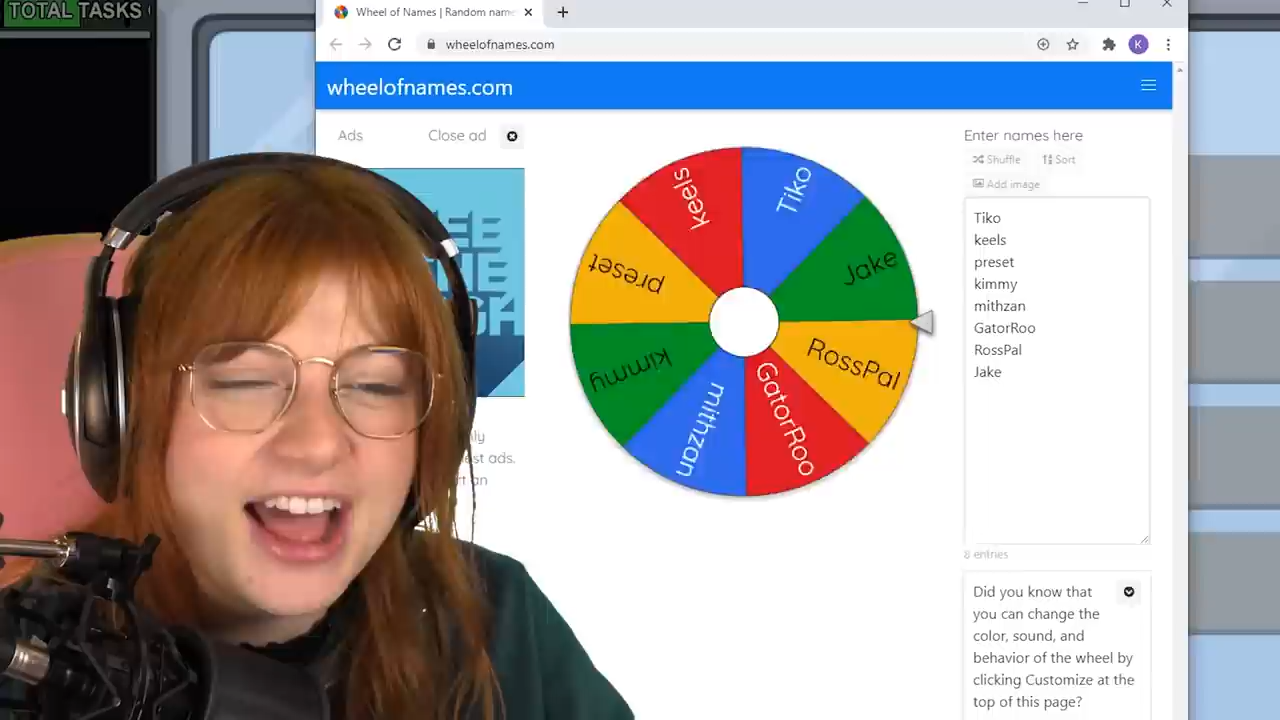 TOTAL TASKS
Wheel of Names | Random name
wheelofnames.com
K
wheelofnames.com
Ads
Close ad
Enter names here
Shuffle
Sort
Add image
keels
Tiko
Jake
RossPal
GatorRoo
mithzan
kimmy
preset
Tiko
keels
preset
kimmy
mithzan
GatorRoo
RossPal
Jake
8 entries
ads.
Did you know that
you can change the
color, sound, and
behavior of the wheel by
clicking Customize at the
top of this page?